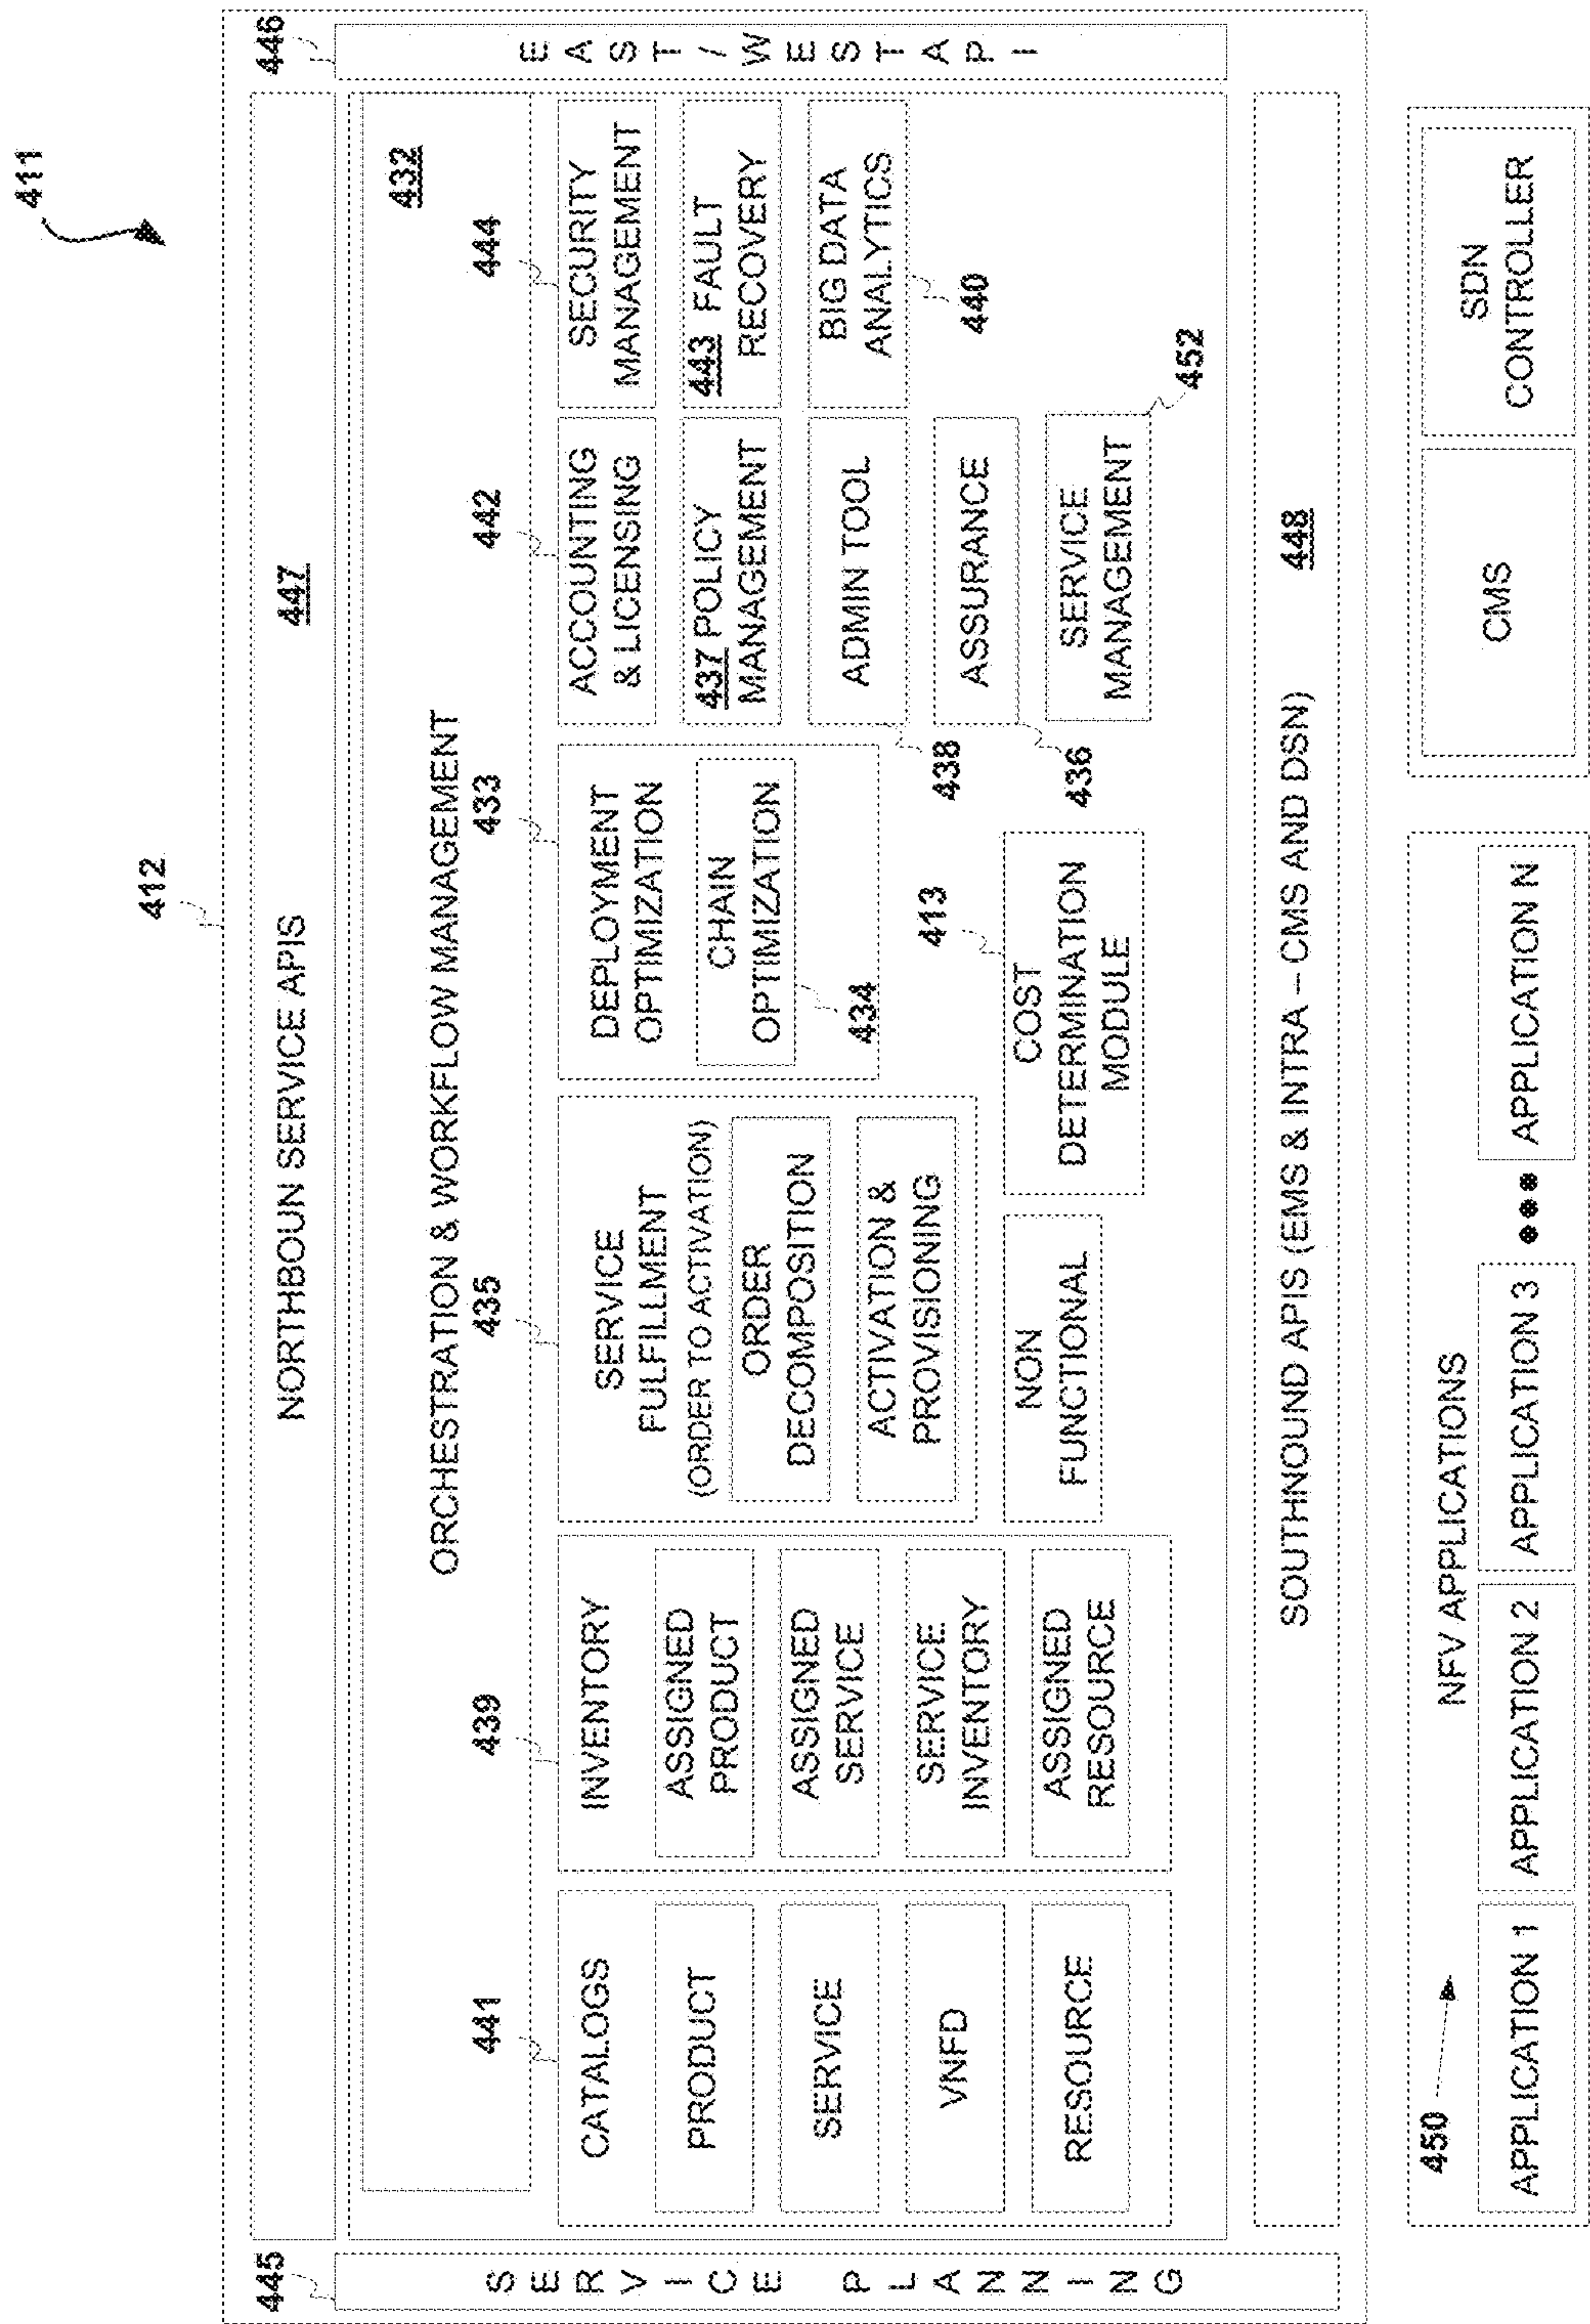 411
412
445
446
NORTHBOUN SERVICE APIS
447
SERVICE PLANNING
EAST/WEST API
ORCHESTRATION & WORKFLOW MANAGEMENT
432
441
CATALOGS
PRODUCT
SERVICE
VNFD
RESOURCE
439
INVENTORY
ASSIGNED
PRODUCT
ASSIGNED
SERVICE
SERVICE
INVENTORY
ASSIGNED
RESOURCE
435
SERVICE
FULFILLMENT
(ORDER TO ACTIVATION)
ORDER
DECOMPOSITION
ACTIVATION &
PROVISIONING
NON
FUNCTIONAL
433
DEPLOYMENT
OPTIMIZATION
CHAIN
OPTIMIZATION
434
413
COST
DETERMINATION
MODULE
442
ACCOUNTING
& LICENSING
437 POLICY
MANAGEMENT
ADMIN TOOL
438
ASSURANCE
436
SERVICE
MANAGEMENT
452
444
SECURITY
MANAGEMENT
443 FAULT
RECOVERY
BIG DATA
ANALYTICS
440
SOUTHNOUND APIS (EMS & INTRA – CMS AND DSN)
448
450
NFV APPLICATIONS
APPLICATION 1
APPLICATION 2
APPLICATION 3
●●●
APPLICATION N
CMS
SDN
CONTROLLER